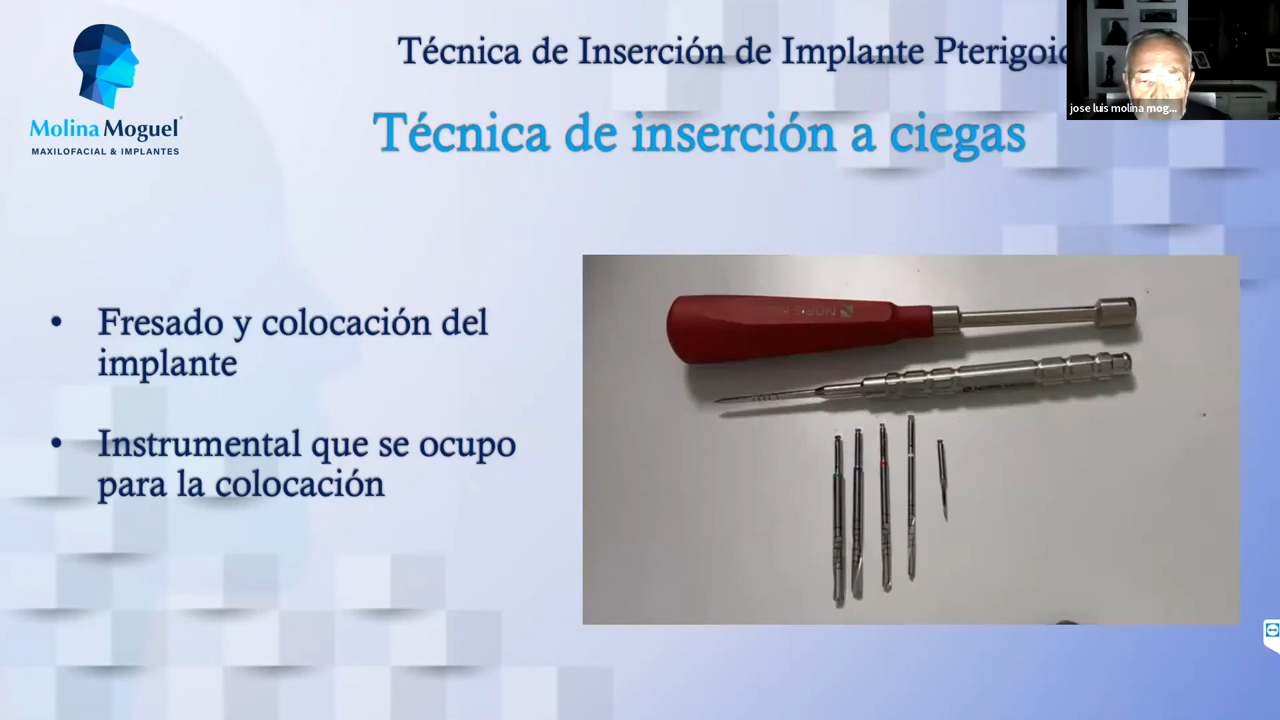 Técnica de Inserción de Implante
jose luis molina mog...
Técnica de inserción a ciegas
Molina Moguel
MAXILOFACIAL & IMPLANTES
• Fresado y colocación del
implante
• Instrumental que se ocupo
para la colocación